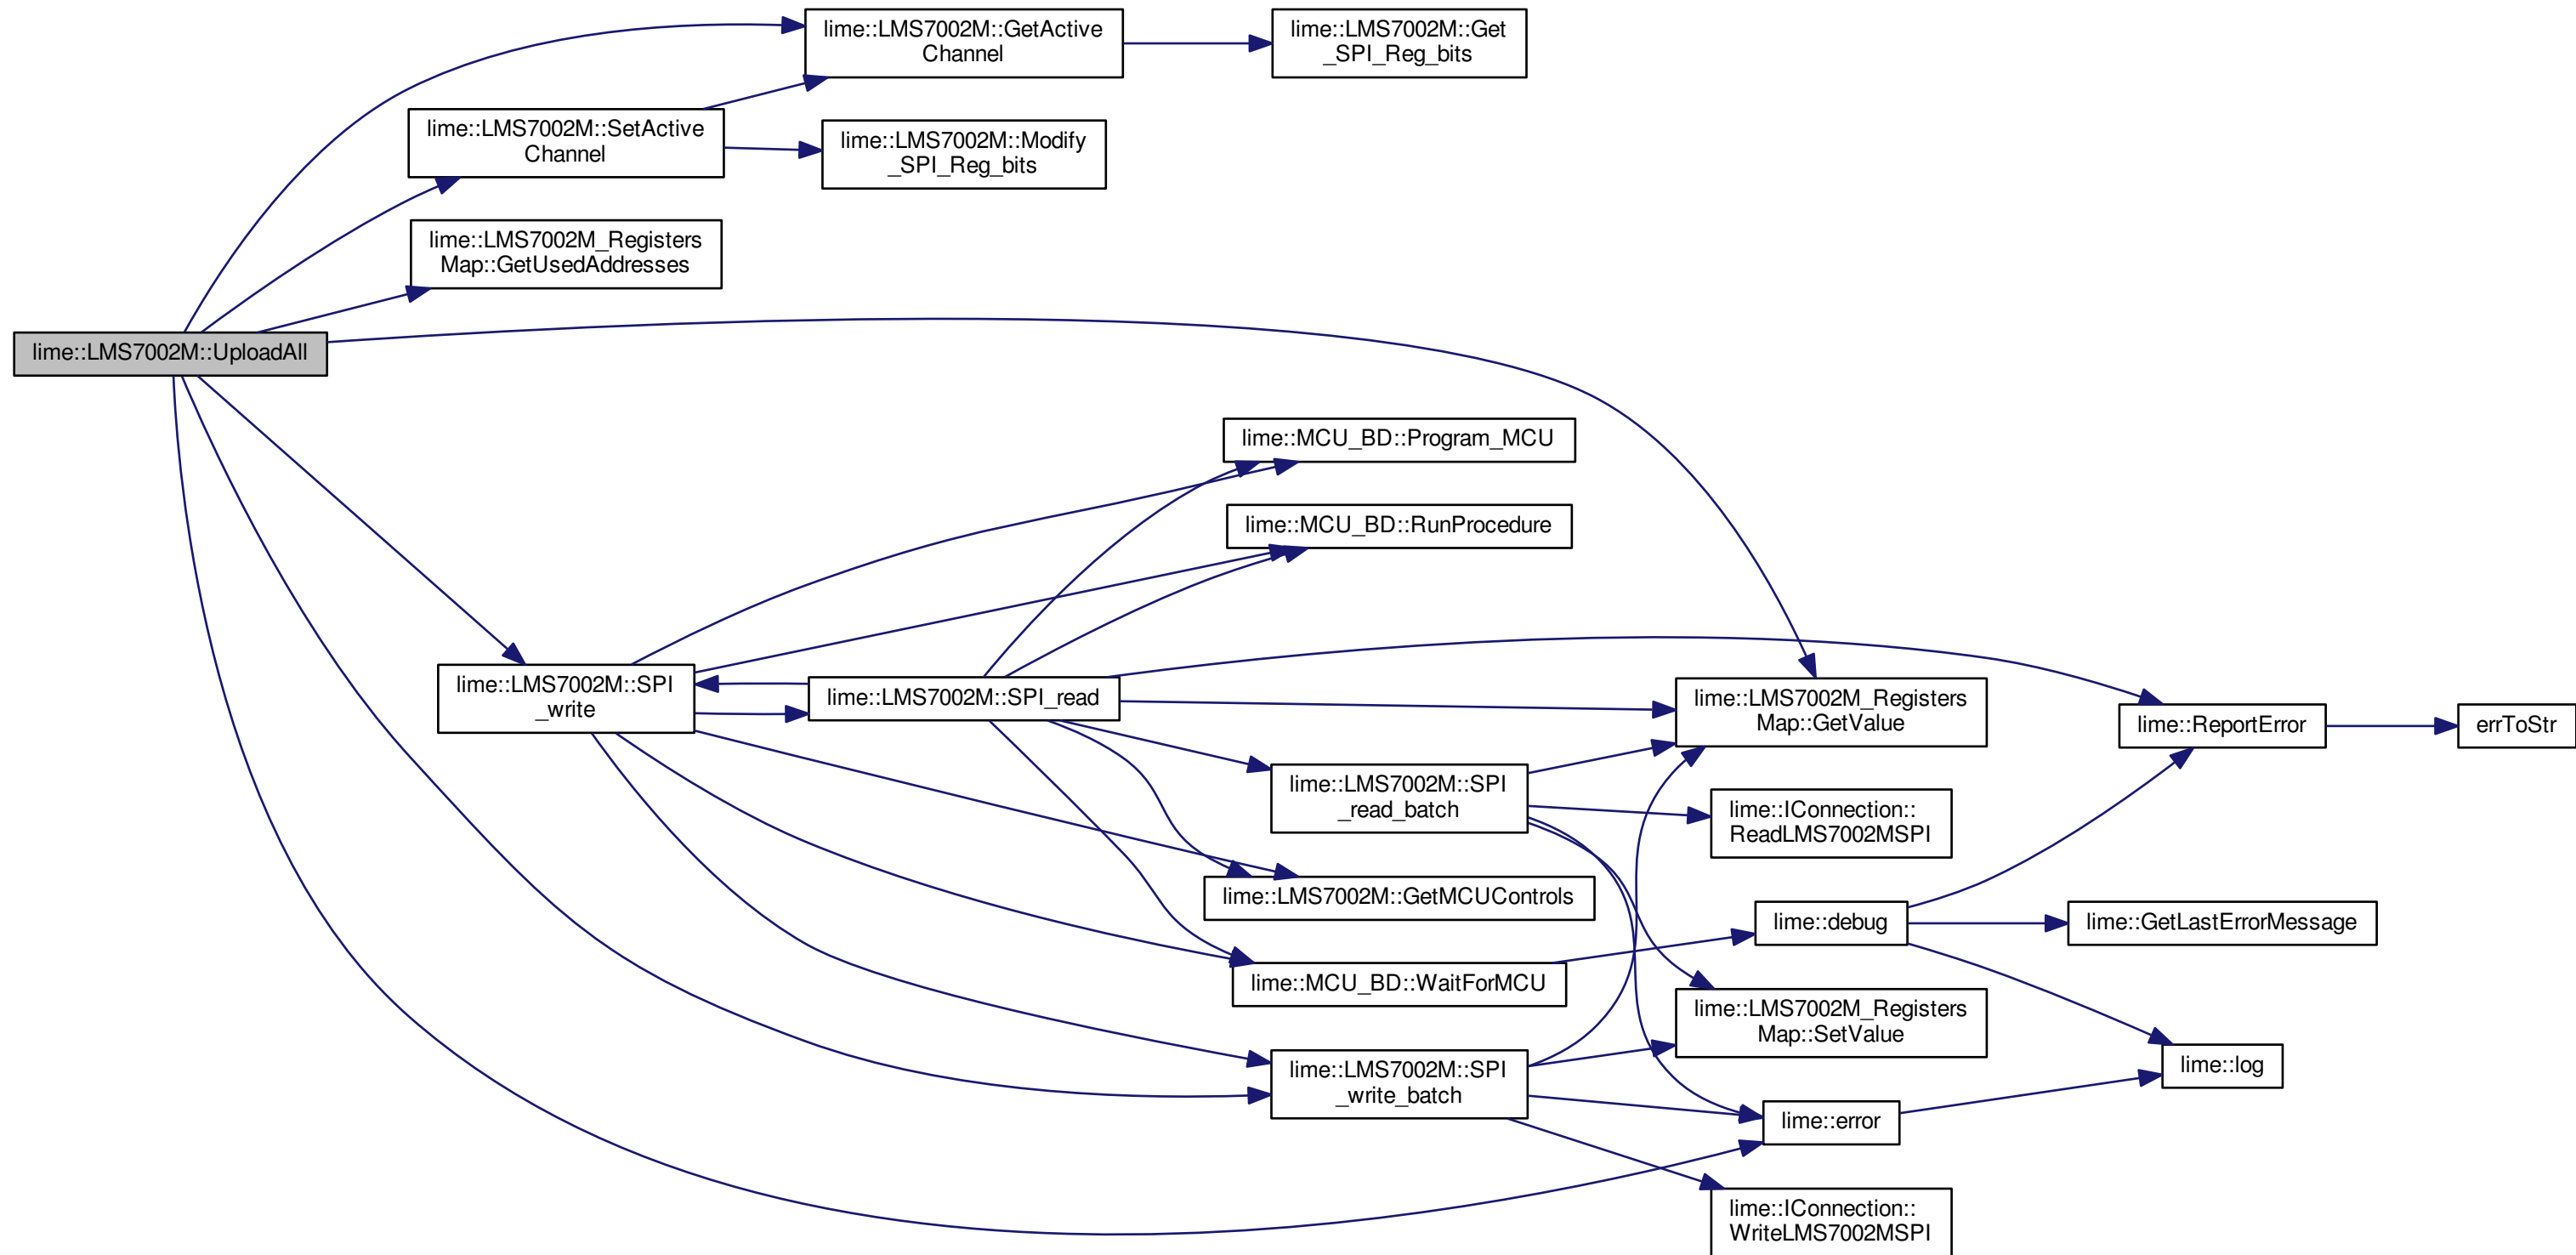 lime::LMS7002M::GetActive
Channel
lime::LMS7002M::Get
_SPI_Reg_bits
lime::LMS7002M::SetActive
Channel
lime::LMS7002M::Modify
_SPI_Reg_bits
lime::LMS7002M_Registers
Map::GetUsedAddresses
lime::LMS7002M::UploadAll
lime::MCU_BD::Program_MCU
lime::MCU_BD::RunProcedure
lime::LMS7002M::SPI
_write
lime::LMS7002M::SPI_read
lime::LMS7002M_Registers
Map::GetValue
lime::ReportError
errToStr
lime::LMS7002M::SPI
_read_batch
lime::IConnection::
ReadLMS7002MSPI
lime::LMS7002M::GetMCUControls
lime::debug
lime::GetLastErrorMessage
lime::MCU_BD::WaitForMCU
lime::LMS7002M_Registers
Map::SetValue
lime::log
lime::LMS7002M::SPI
_write_batch
lime::error
lime::IConnection::
WriteLMS7002MSPI